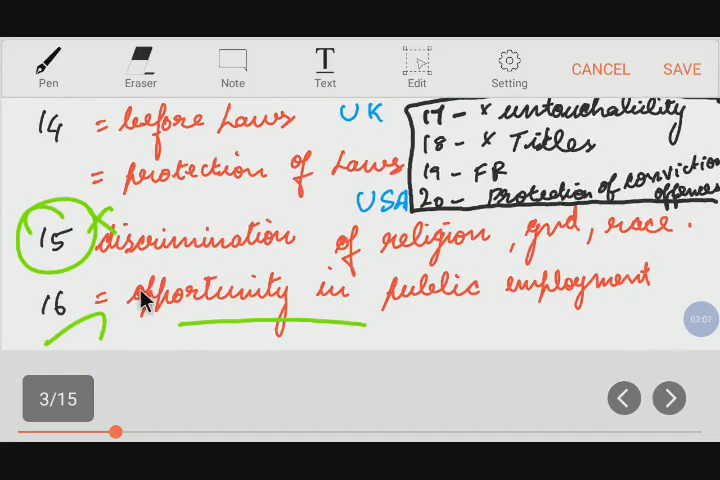 Pen Eraser Note Text Edit Setting CANCEL SAVE
14 = before Laws UK
= protection of Laws USA
17 - × untouchability
18 - × Titles
19 - FR
20 - Protection of conviction offences
15 × discrimination of religion, gnd, race.
16 = opportunity in public employment
02:02
3/15